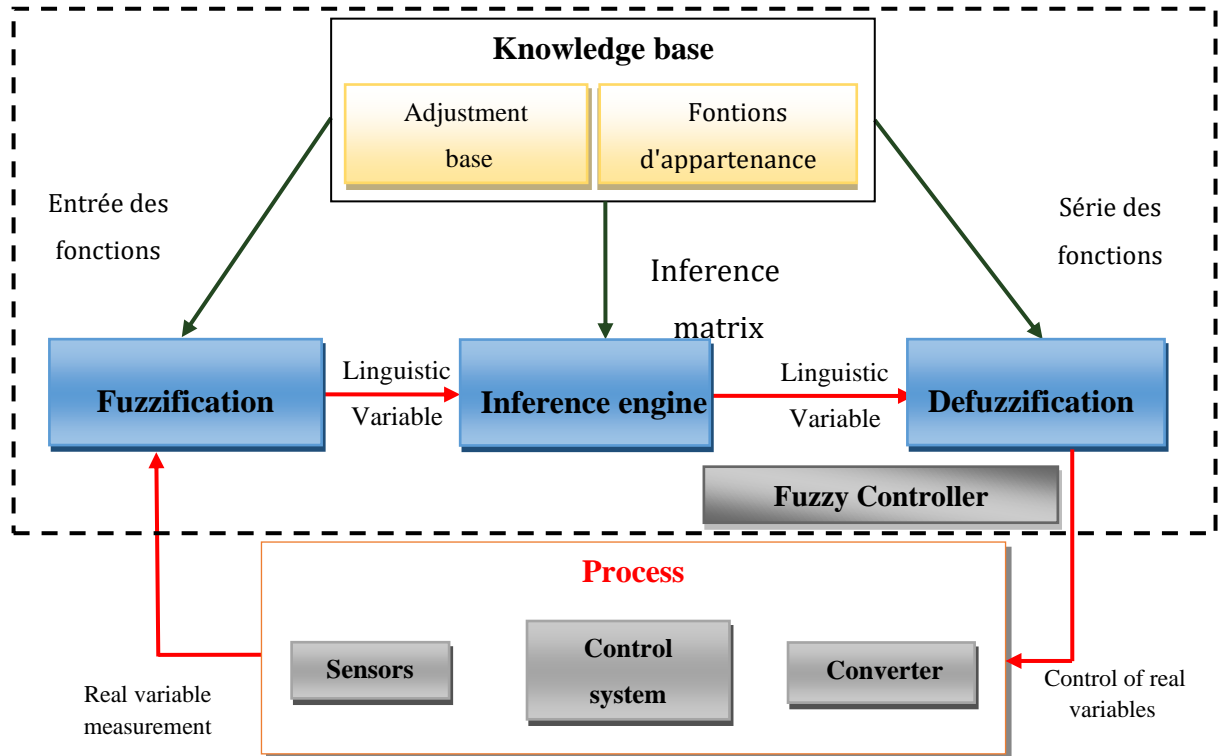 Knowledge base
Adjustment
base
Fontions
d'appartenance
Entrée des
fonctions
Série des
fonctions
Inference
matrix
Fuzzification
Linguistic
Variable
Inference engine
Linguistic
Variable
Defuzzification
Fuzzy Controller
Process
Sensors
Control
system
Converter
Real variable
measurement
Control of real
variables